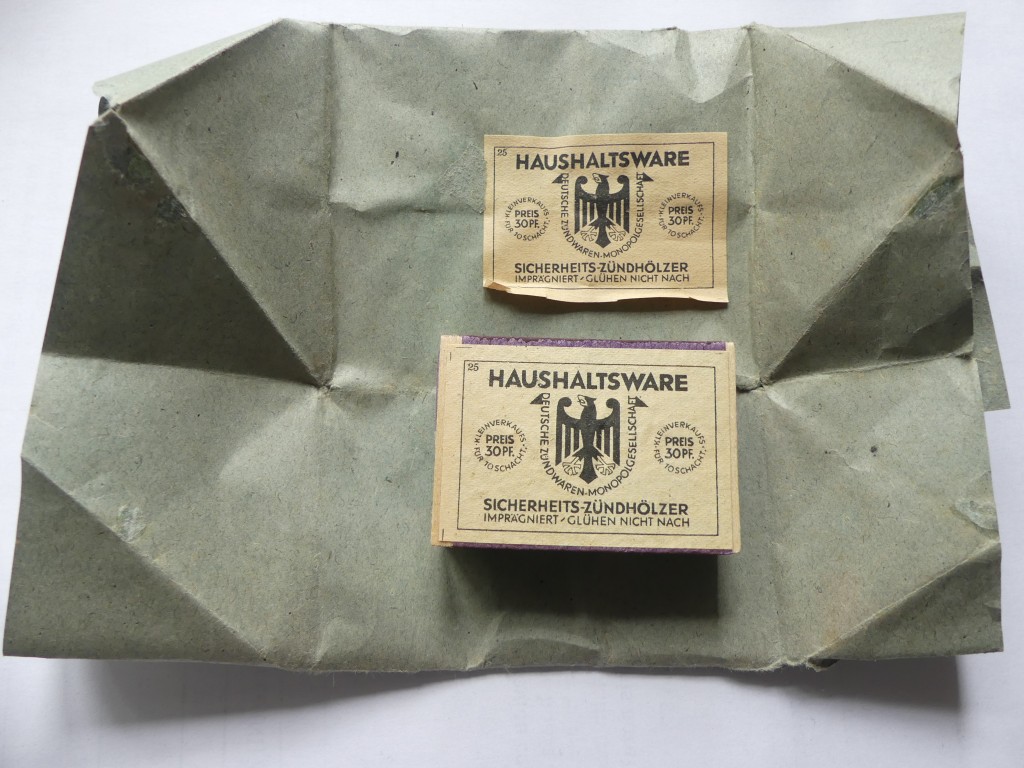 25
HAUSHALTSWARE
DEUTSCHE ZÜNDWAREN-MONOPOLGESELLSCHAFT
KLEINVERKAUFS-
PREIS
30 PF.
FÜR 10 SCHACHT.
KLEINVERKAUFS-
PREIS
30 PF.
FÜR 10 SCHACHT.
SICHERHEITS-ZÜNDHÖLZER
IMPRÄGNIERT-GLÜHEN NICHT NACH
25
HAUSHALTSWARE
DEUTSCHE ZÜNDWAREN-MONOPOLGESELLSCHAFT
KLEINVERKAUFS-
PREIS
30 PF.
FÜR 10 SCHACHT.
KLEINVERKAUFS-
PREIS
30 PF.
FÜR 10 SCHACHT.
SICHERHEITS-ZÜNDHÖLZER
IMPRÄGNIERT-GLÜHEN NICHT NACH